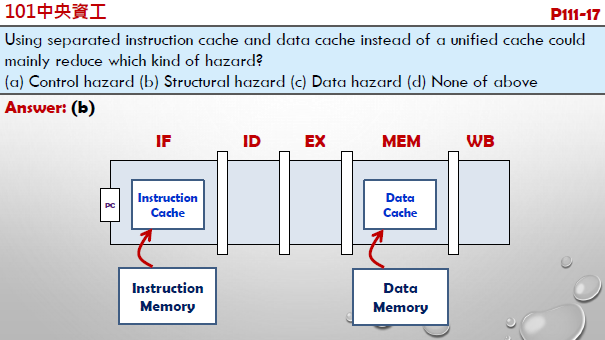 101中央資工
P111-17
Using separated instruction cache and data cache instead of a unified cache could
mainly reduce which kind of hazard?
(a) Control hazard (b) Structural hazard (c) Data hazard (d) None of above
Answer: (b)
IF ID EX MEM WB
PC
Instruction
Cache
Data
Cache
Instruction
Memory
Data
Memory